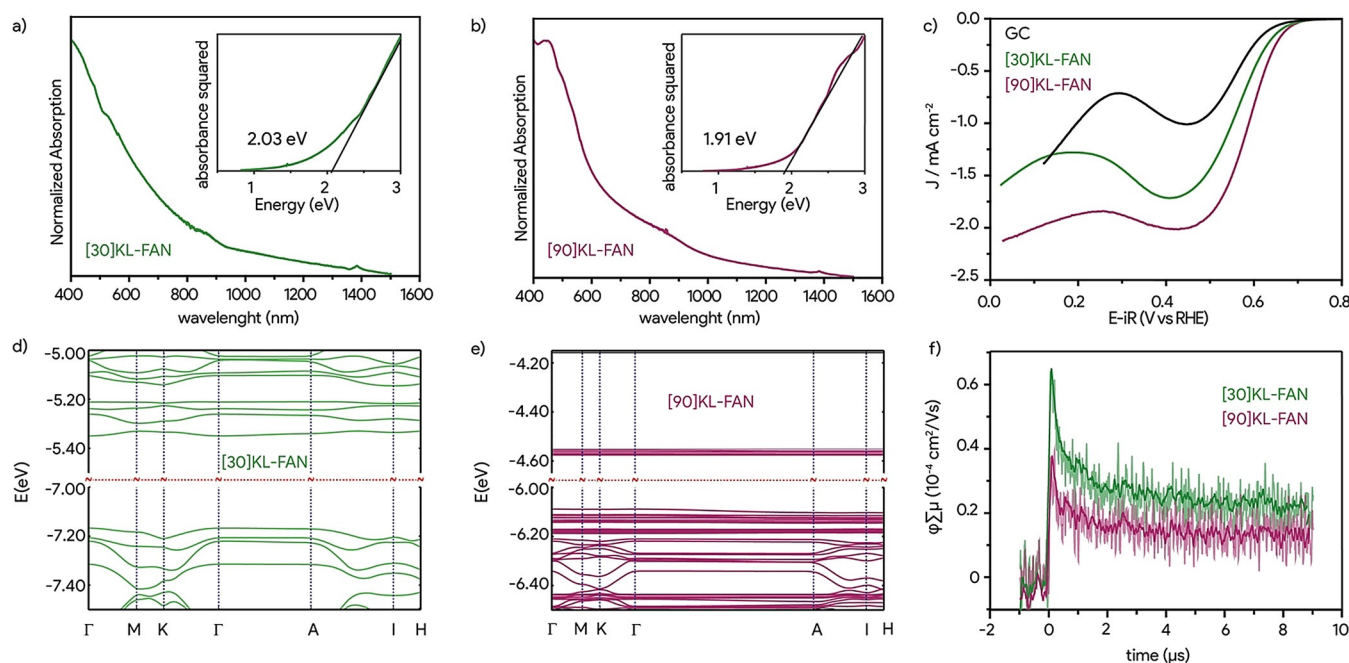 a)
Normalized Absorption
absorbance squared
2.03 eV
1
2
3
Energy (eV)
[30]KL-FAN
400
600
800
1000
1200
1400
1600
wavelenght (nm)
b)
Normalized Absorption
absorbance squared
1.91 eV
1
2
3
Energy (eV)
[90]KL-FAN
400
600
800
1000
1200
1400
1600
wavelenght (nm)
c)
GC
[30]KL-FAN
[90]KL-FAN
J / mA cm⁻²
0.0
-0.5
-1.0
-1.5
-2.0
-2.5
0.0
0.2
0.4
0.6
0.8
E-iR (V vs RHE)
d)
E(eV)
-5.00
-5.20
-5.40
[30]KL-FAN
-7.00
-7.20
-7.40
Γ M K Γ A I H
e)
E(eV)
-4.20
[90]KL-FAN
-4.40
-4.60
-6.00
-6.20
-6.40
Γ M K Γ A I H
f)
φ∑μ (10⁻⁴ cm²/Vs)
0.6
0.4
0.2
0
[30]KL-FAN
[90]KL-FAN
-2
0
2
4
6
8
10
time (μs)